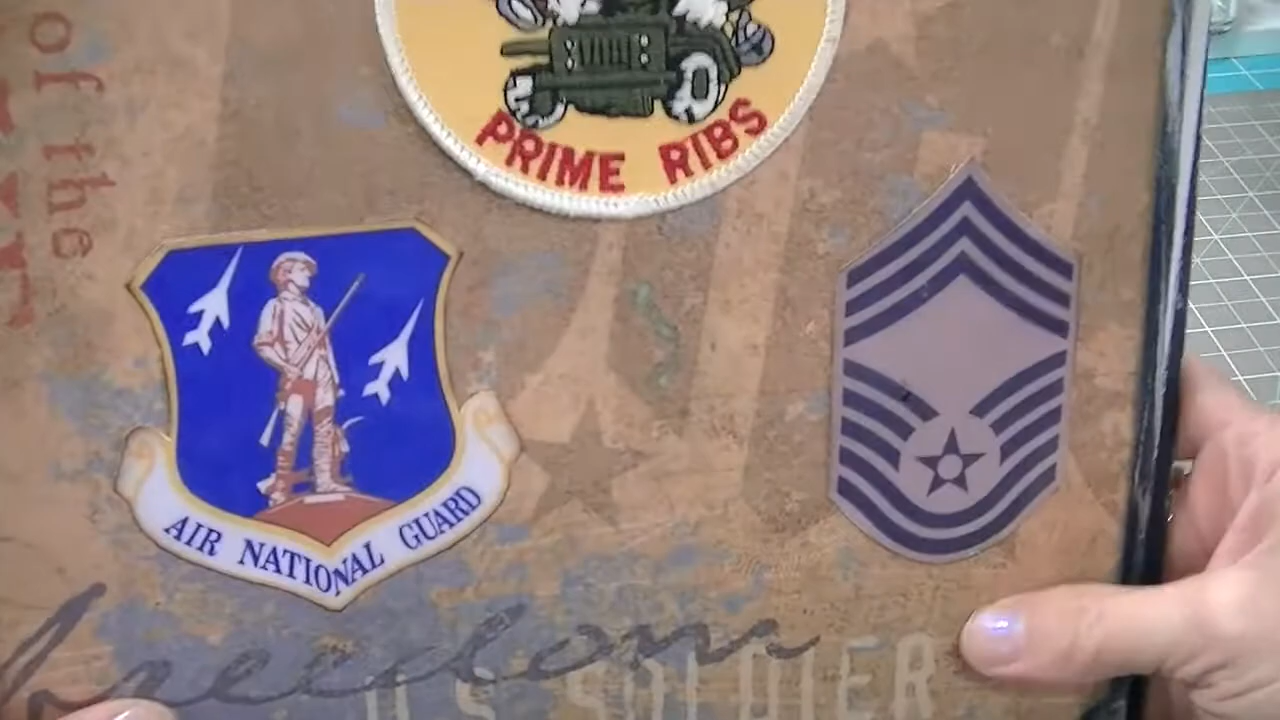 of the
PRIME RIBS
AIR NATIONAL GUARD
freedom
U.S. SOLDIER